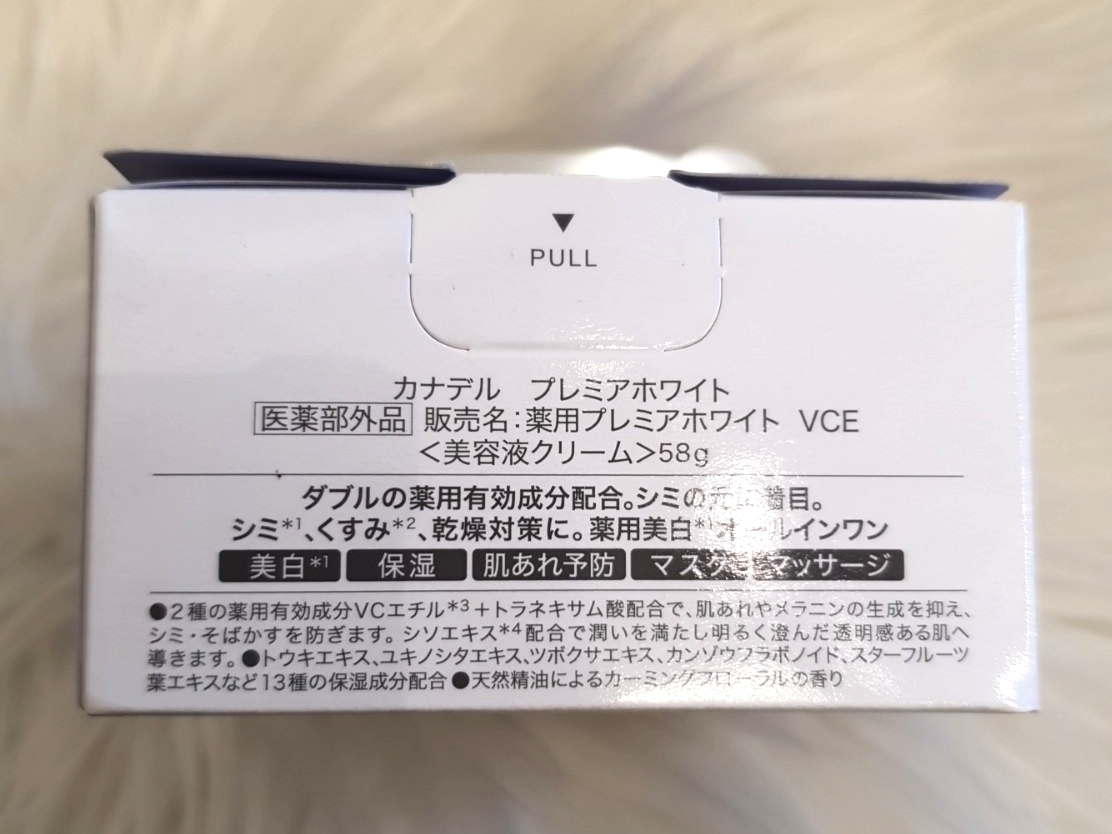 ▼
PULL
カナデル プレミアホワイト
医薬部外品 販売名:薬用プレミアホワイト VCE
<美容液クリーム>58g
ダブルの薬用有効成分配合。シミの元 着目。
シミ*1、くすみ*2、乾燥対策に。薬用美白*1オールインワン
美白*1 保湿 肌あれ予防 マスク マッサージ
●2種の薬用有効成分VCエチル*3+トラネキサム酸配合で、肌あれやメラニンの生成を抑え、
シミ・そばかすを防ぎます。シソエキス*4配合で潤いを満たし明るく澄んだ透明感ある肌へ
導きます。●トウキエキス、ユキノシタエキス、ツボクサエキス、カンゾウフラボノイド、スターフルーツ
葉エキスなど13種の保湿成分配合 ●天然精油によるカーミングフローラルの香り